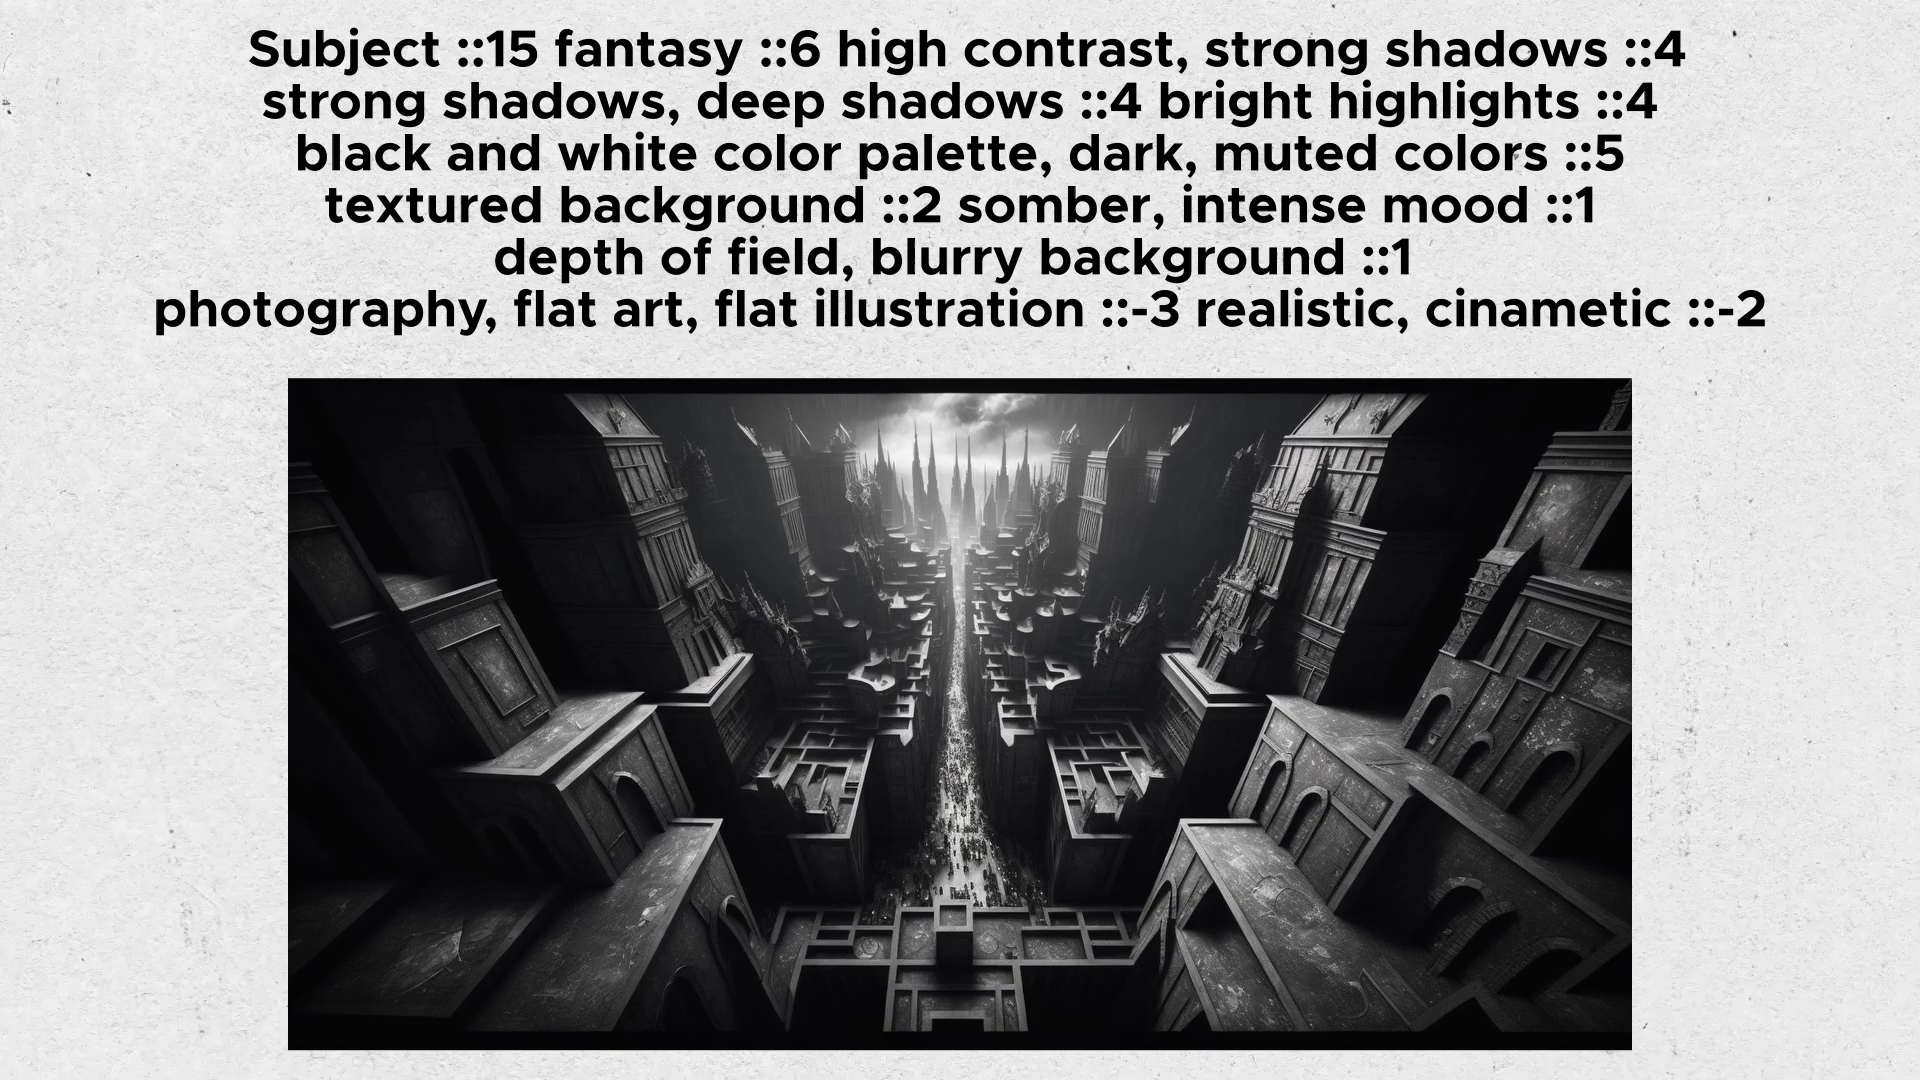 Subject ::15 fantasy ::6 high contrast, strong shadows ::4
strong shadows, deep shadows ::4 bright highlights ::4
black and white color palette, dark, muted colors ::5
textured background ::2 somber, intense mood ::1
depth of field, blurry background ::1
photography, flat art, flat illustration ::-3 realistic, cinametic ::-2